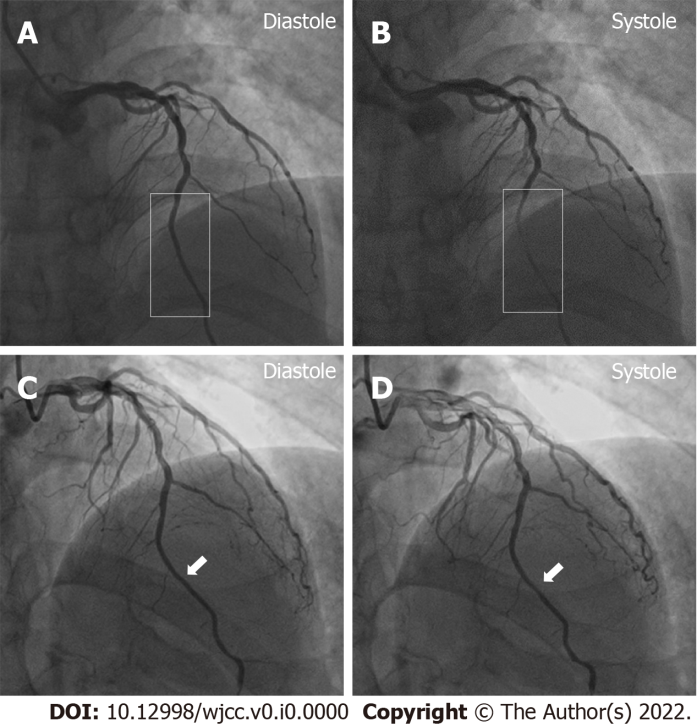 A
Diastole
B
Systole
C
Diastole
D
Systole
DOI: 10.12998/wjcc.v0.i0.0000 Copyright © The Author(s) 2022.